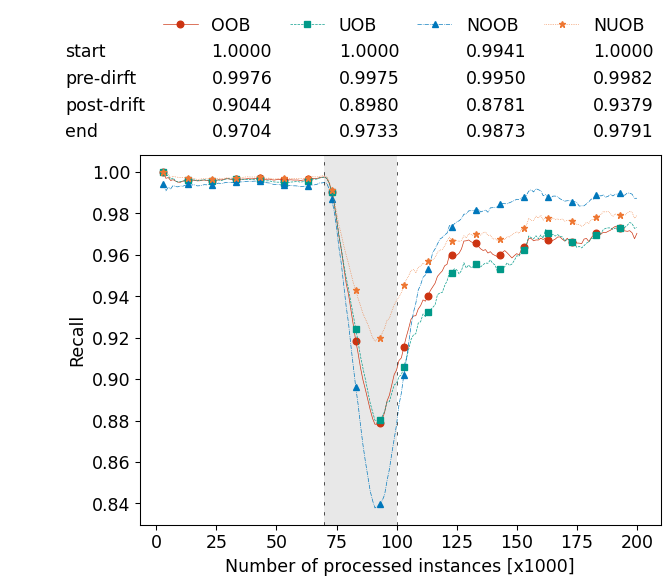 OOB UOB NOOB NUOB
start 1.0000 1.0000 0.9941 1.0000
pre-dirft 0.9976 0.9975 0.9950 0.9982
post-drift 0.9044 0.8980 0.8781 0.9379
end 0.9704 0.9733 0.9873 0.9791
1.00
0.98
0.96
0.94
0.92
0.90
0.88
0.86
0.84
Recall
0 25 50 75 100 125 150 175 200
Number of processed instances [x1000]